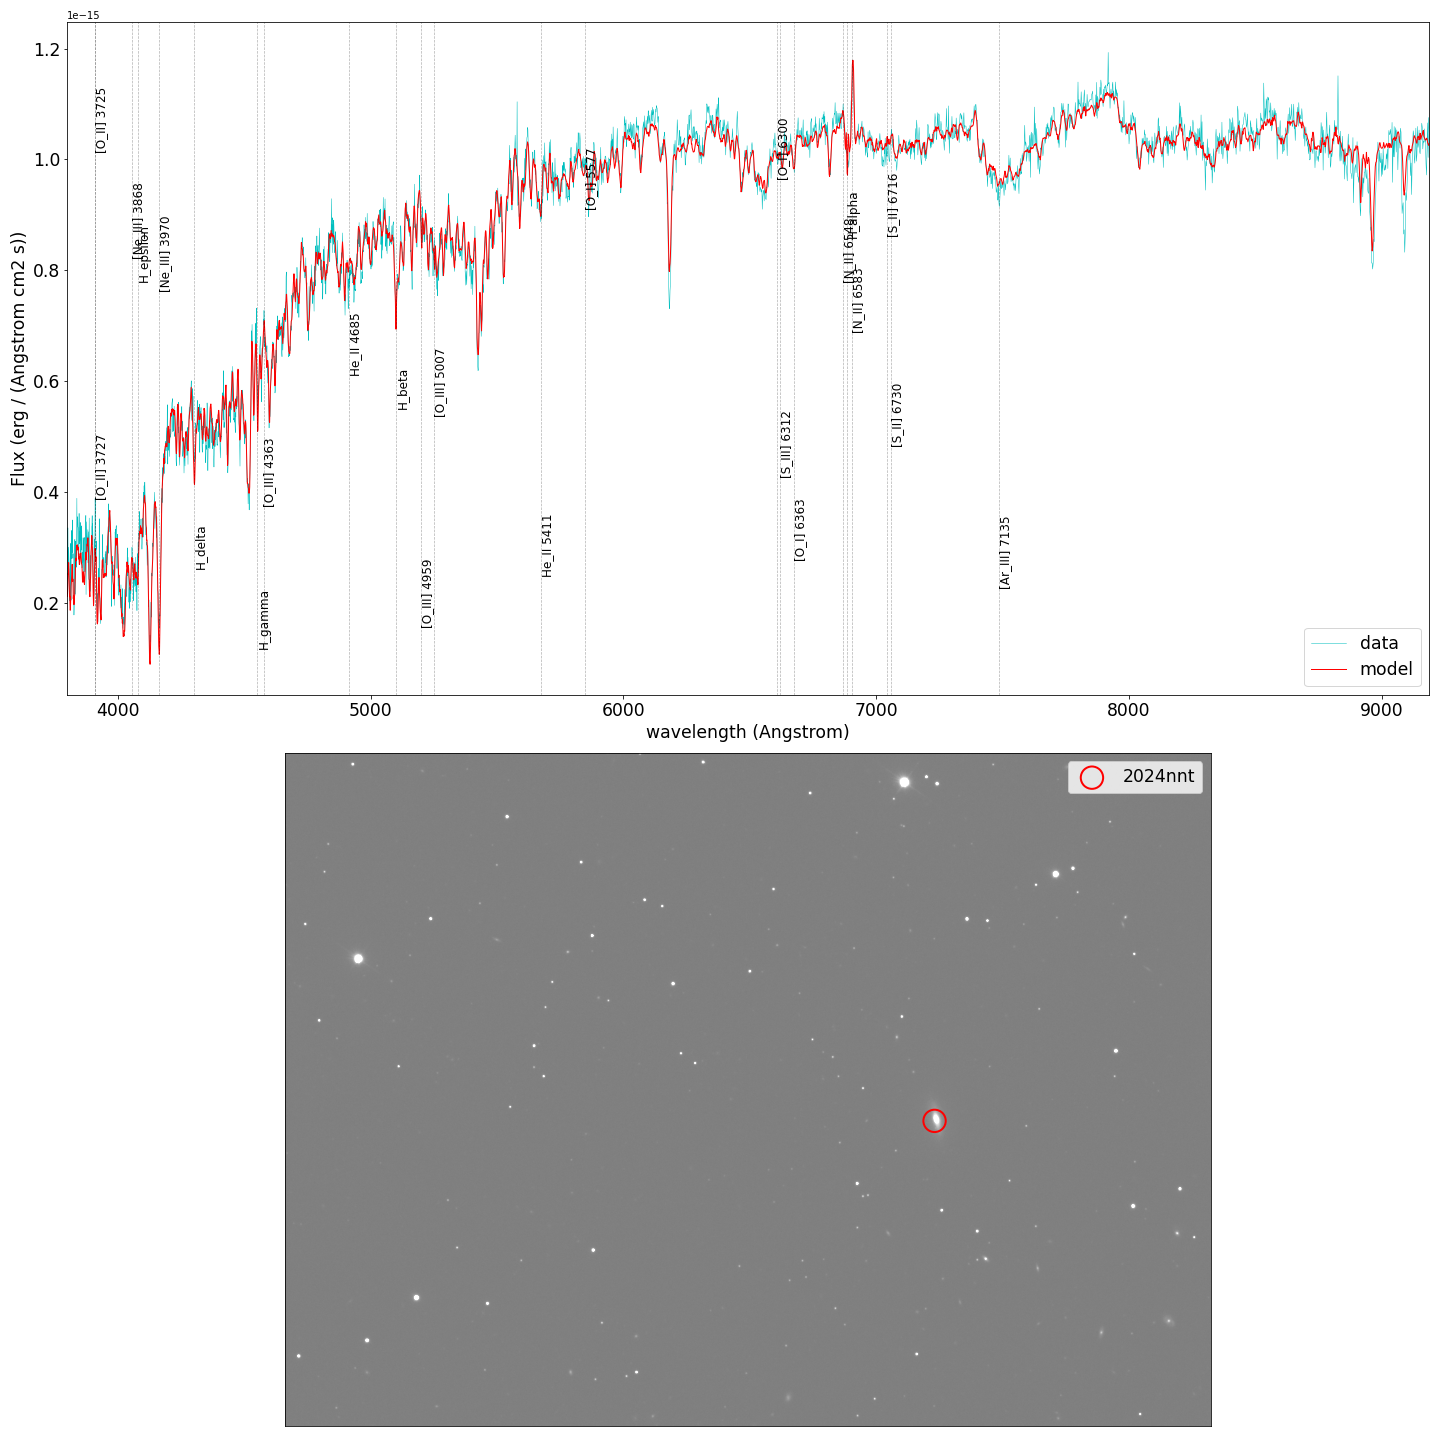 1e−15
Flux (erg / (Angstrom cm2 s))
1.2
1.0
0.8
0.6
0.4
0.2
[O_II] 3725
[O_II] 3727
[Ne_III] 3868
H_epsilon
[Ne_III] 3970
H_delta
H_gamma
[O_III] 4363
He_II 4685
H_beta
[O_III] 4959
[O_III] 5007
He_II 5411
[O_I] 5577
[O_I] 6300
[S_III] 6312
[O_I] 6363
[N_II] 6548
H_alpha
[N_II] 6583
[S_II] 6716
[S_II] 6730
[Ar_III] 7135
data
model
4000 5000 6000 7000 8000 9000
wavelength (Angstrom)
2024nnt